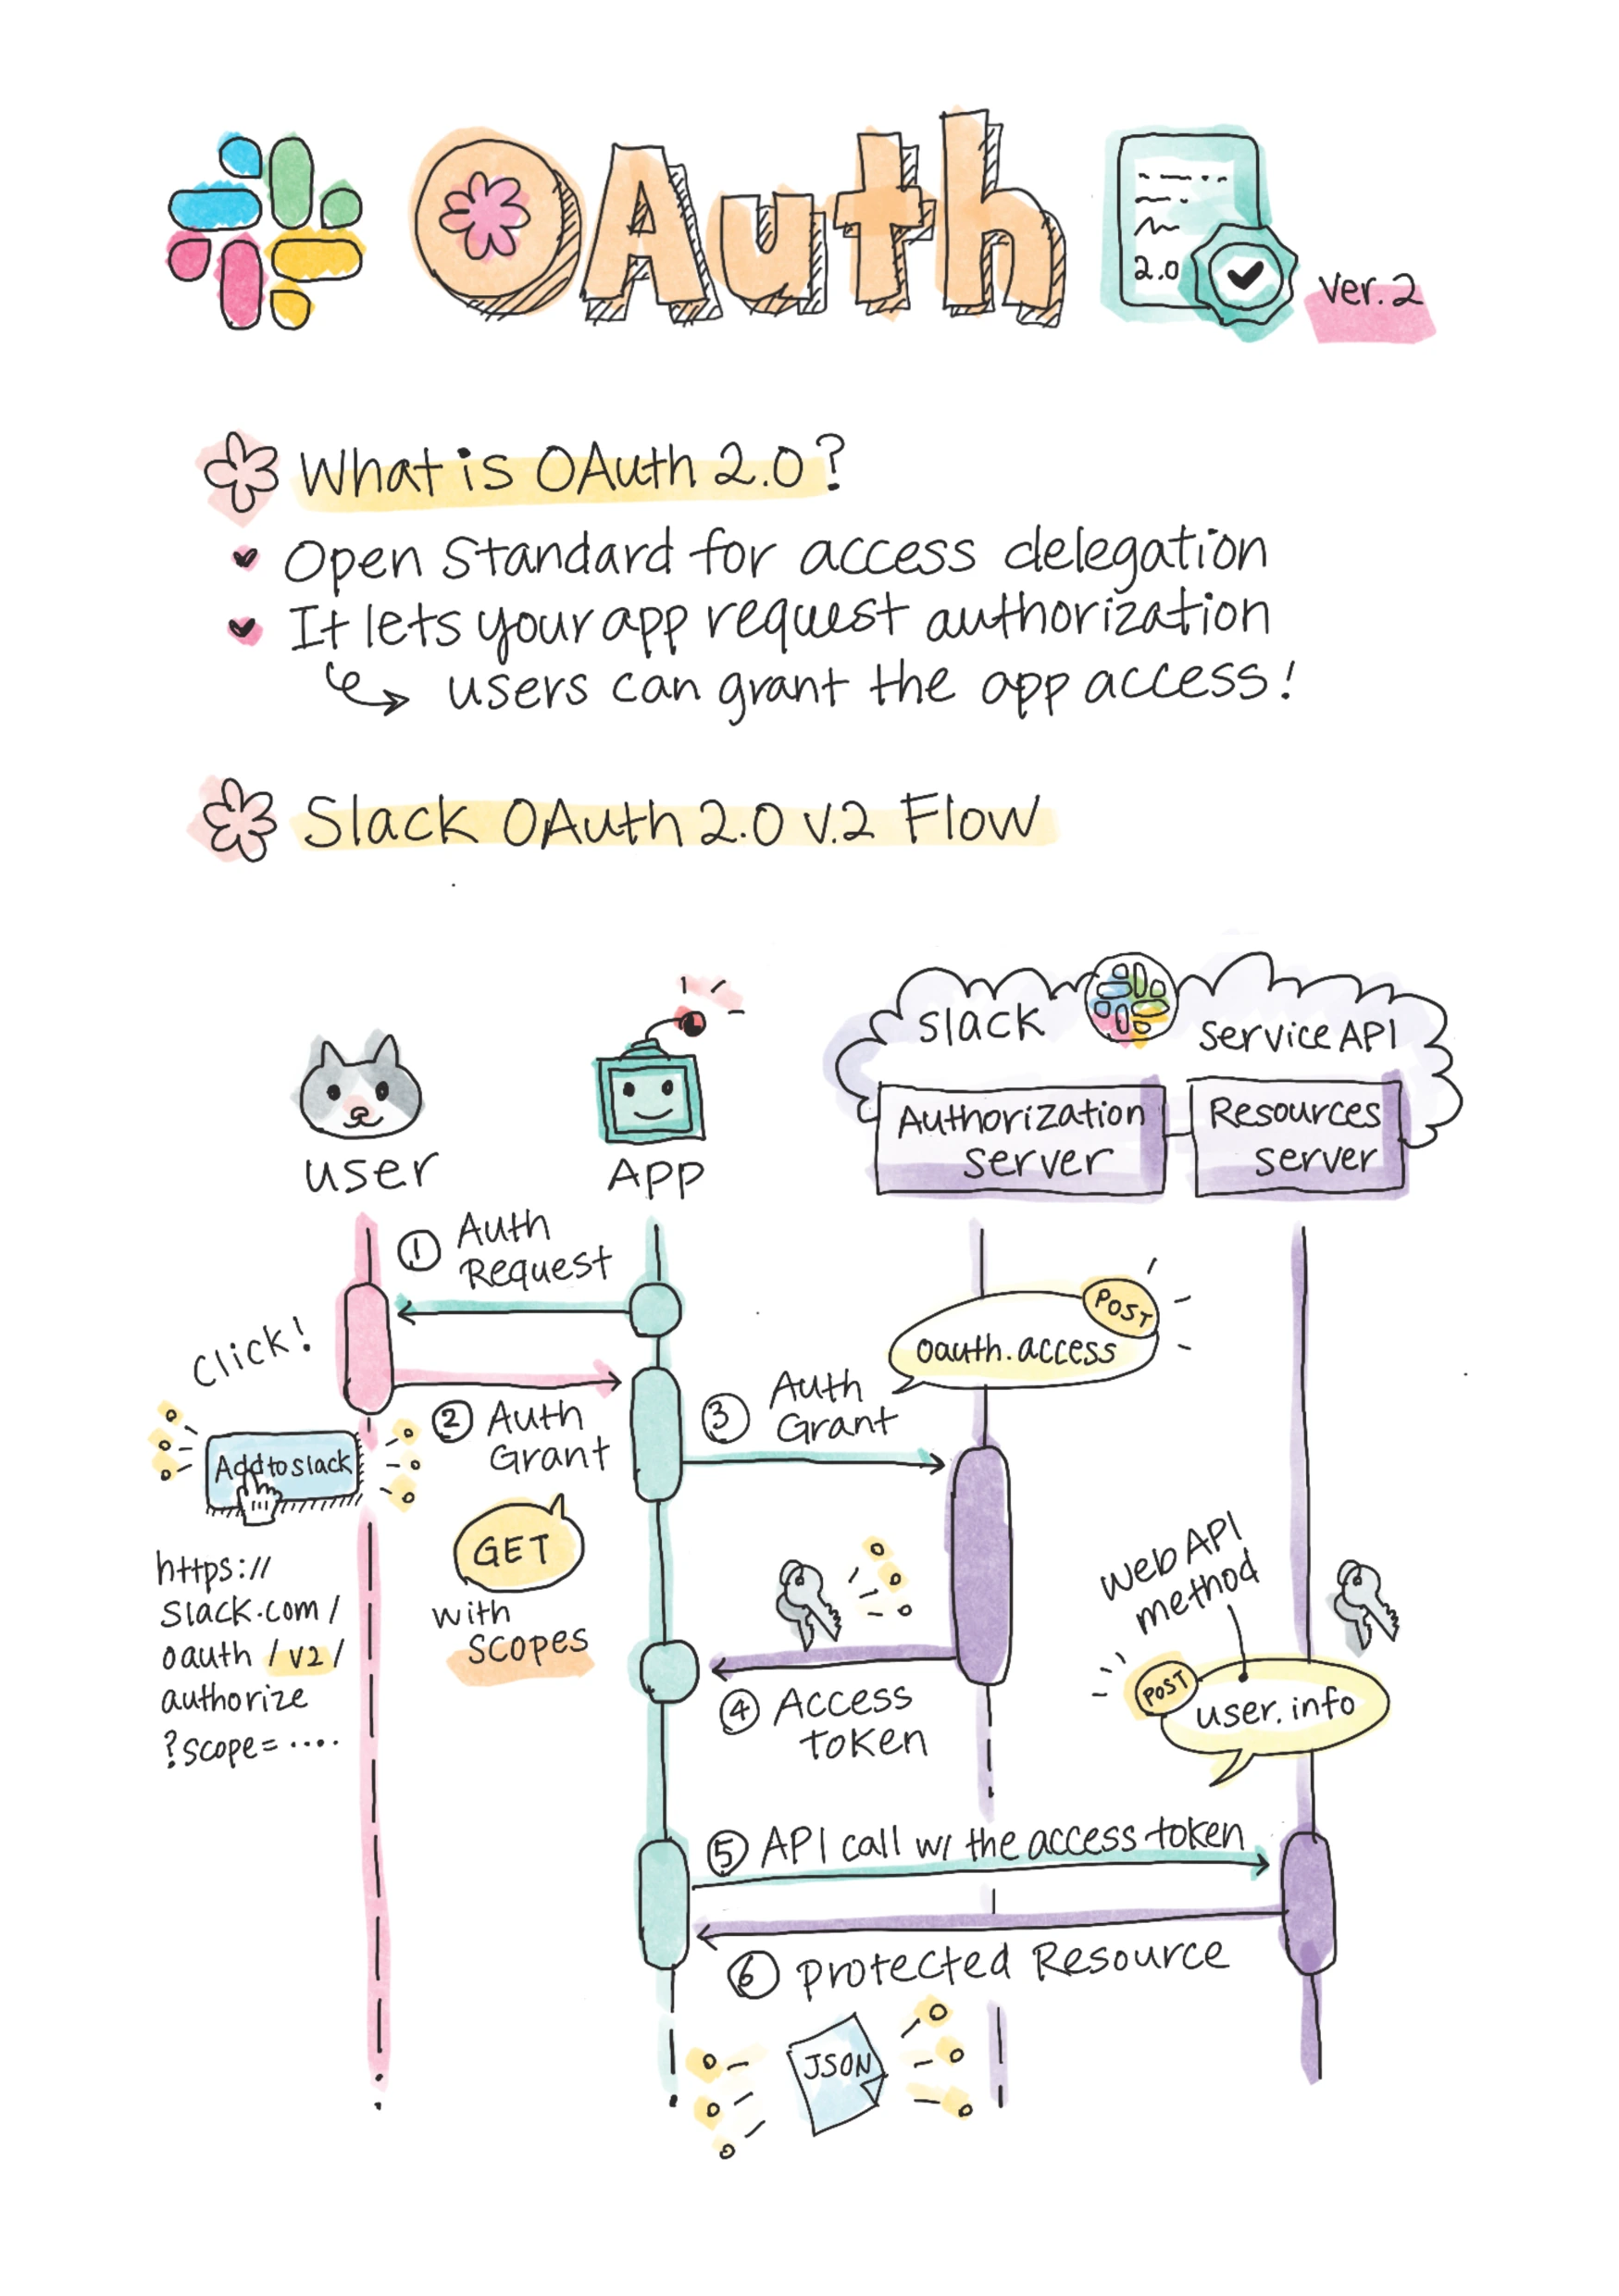 OAuth
2.0
ver. 2
What is OAuth 2.0?
Open Standard for access delegation
It lets your app request authorization
users can grant the app access!
Slack OAuth 2.0 v.2 Flow
slack
service API
Authorization
server
Resources
server
user
App
① Auth
Request
Click!
② Auth
Grant
Add to slack
GET
with
scopes
https://
slack.com/
oauth /v2/
authorize
?scope=....
POST
oauth.access
③ Auth
Grant
④ Access
token
Web API
method
POST
user.info
⑤ API call w/ the access token
⑥ protected Resource
JSON